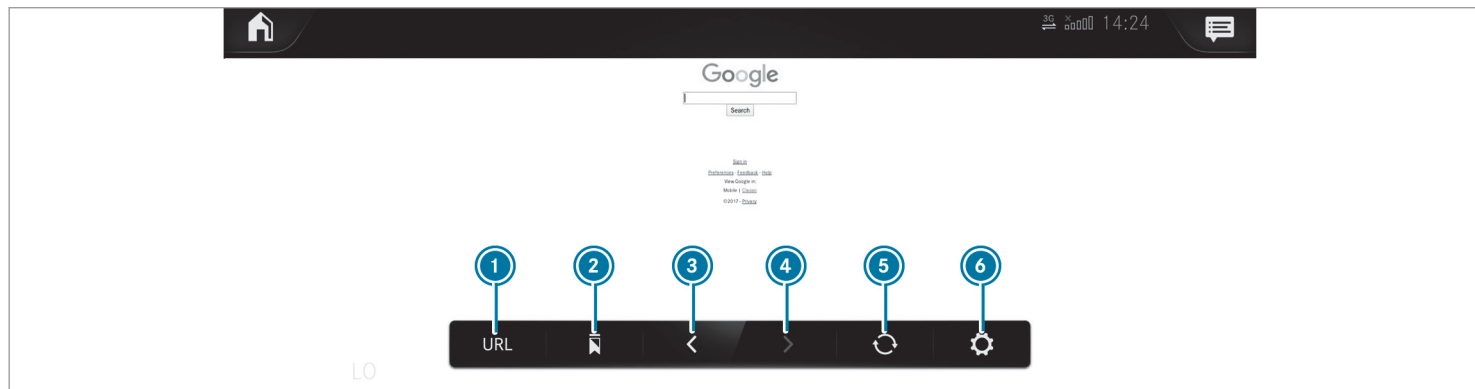 3G 14:24
Google
Search
Sign in
Preferences - Feedback - Help
View Google in:
Mobile | Classic
©2017 - Privacy
1 2 3 4 5 6
URL
LO